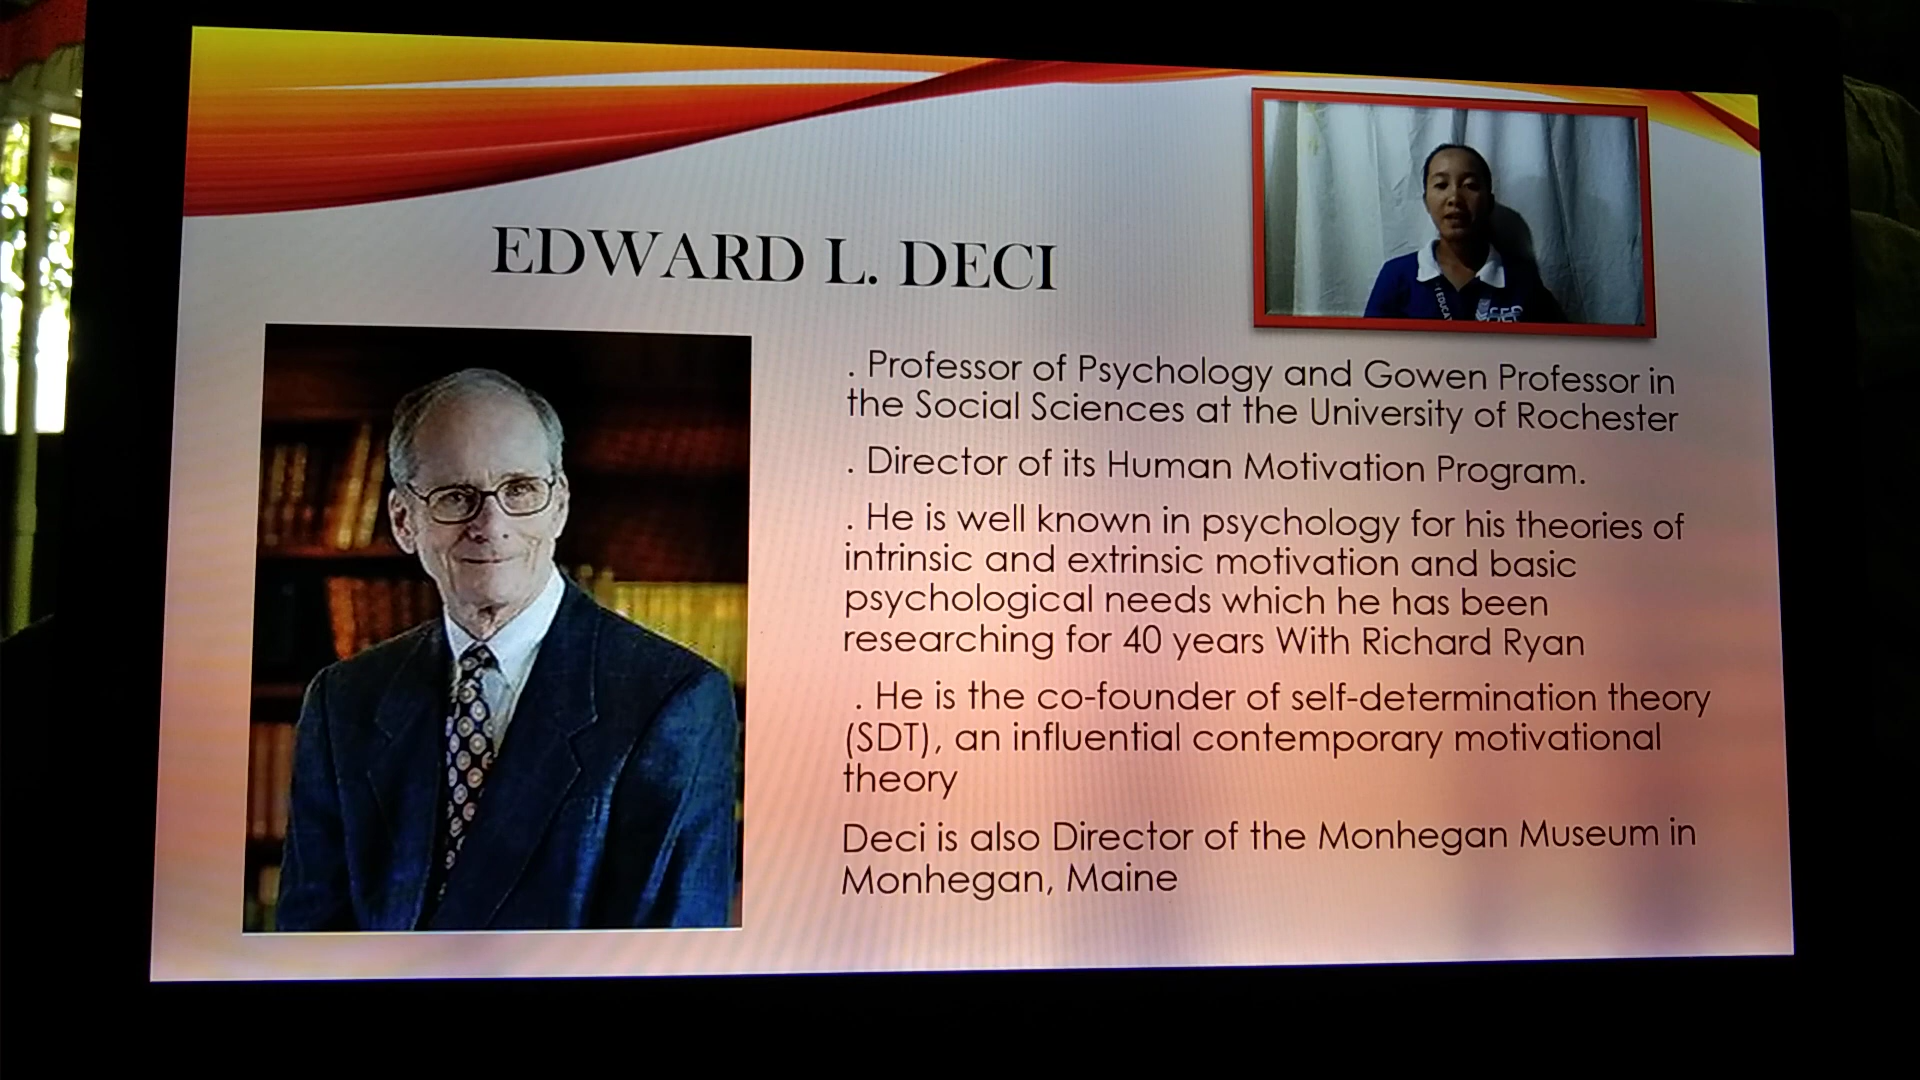 EDWARD L. DECI
. Professor of Psychology and Gowen Professor in
the Social Sciences at the University of Rochester
. Director of its Human Motivation Program.
. He is well known in psychology for his theories of
intrinsic and extrinsic motivation and basic
psychological needs which he has been
researching for 40 years With Richard Ryan
. He is the co-founder of self-determination theory
(SDT), an influential contemporary motivational
theory
Deci is also Director of the Monhegan Museum in
Monhegan, Maine